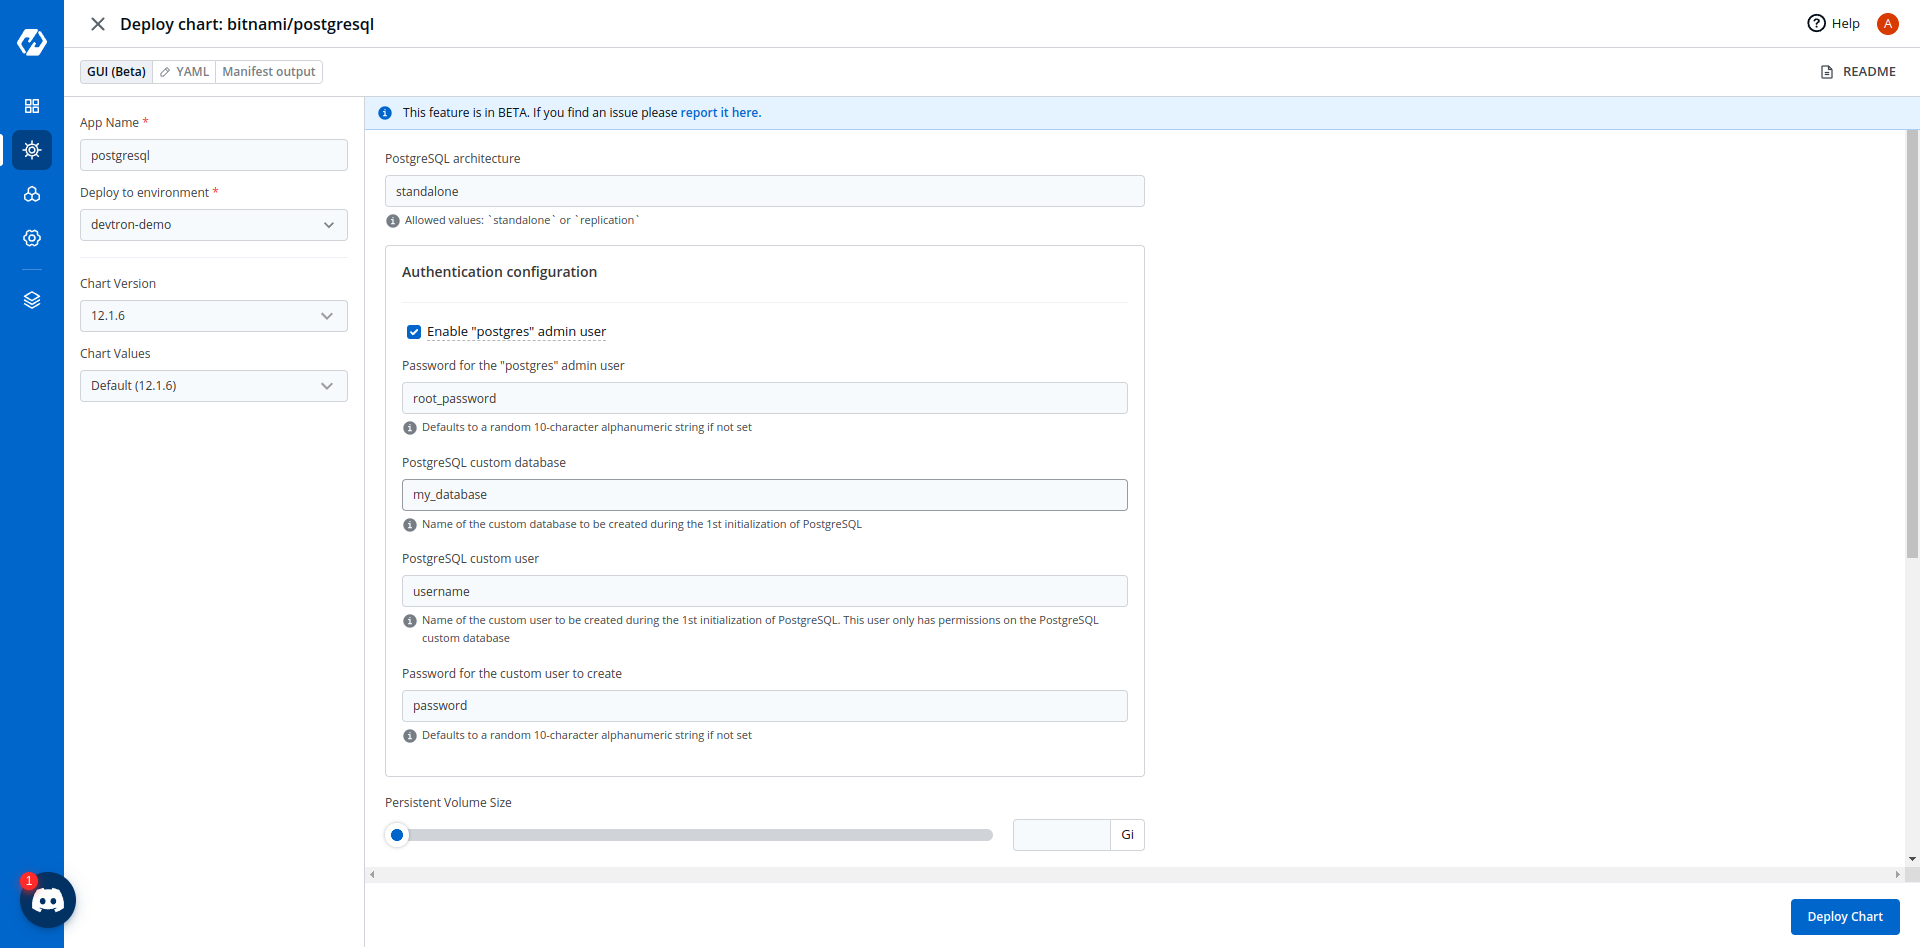 Deploy chart: bitnami/postgresql
Help
A
GUI (Beta)
YAML
Manifest output
README
App Name *
postgresql
Deploy to environment *
devtron-demo
Chart Version
12.1.6
Chart Values
Default (12.1.6)
1
This feature is in BETA. If you find an issue please report it here.
PostgreSQL architecture
standalone
Allowed values: `standalone` or `replication`
Authentication configuration
Enable "postgres" admin user
Password for the "postgres" admin user
root_password
Defaults to a random 10-character alphanumeric string if not set
PostgreSQL custom database
my_database
Name of the custom database to be created during the 1st initialization of PostgreSQL
PostgreSQL custom user
username
Name of the custom user to be created during the 1st initialization of PostgreSQL. This user only has permissions on the PostgreSQL
custom database
Password for the custom user to create
password
Defaults to a random 10-character alphanumeric string if not set
Persistent Volume Size
Gi
Deploy Chart